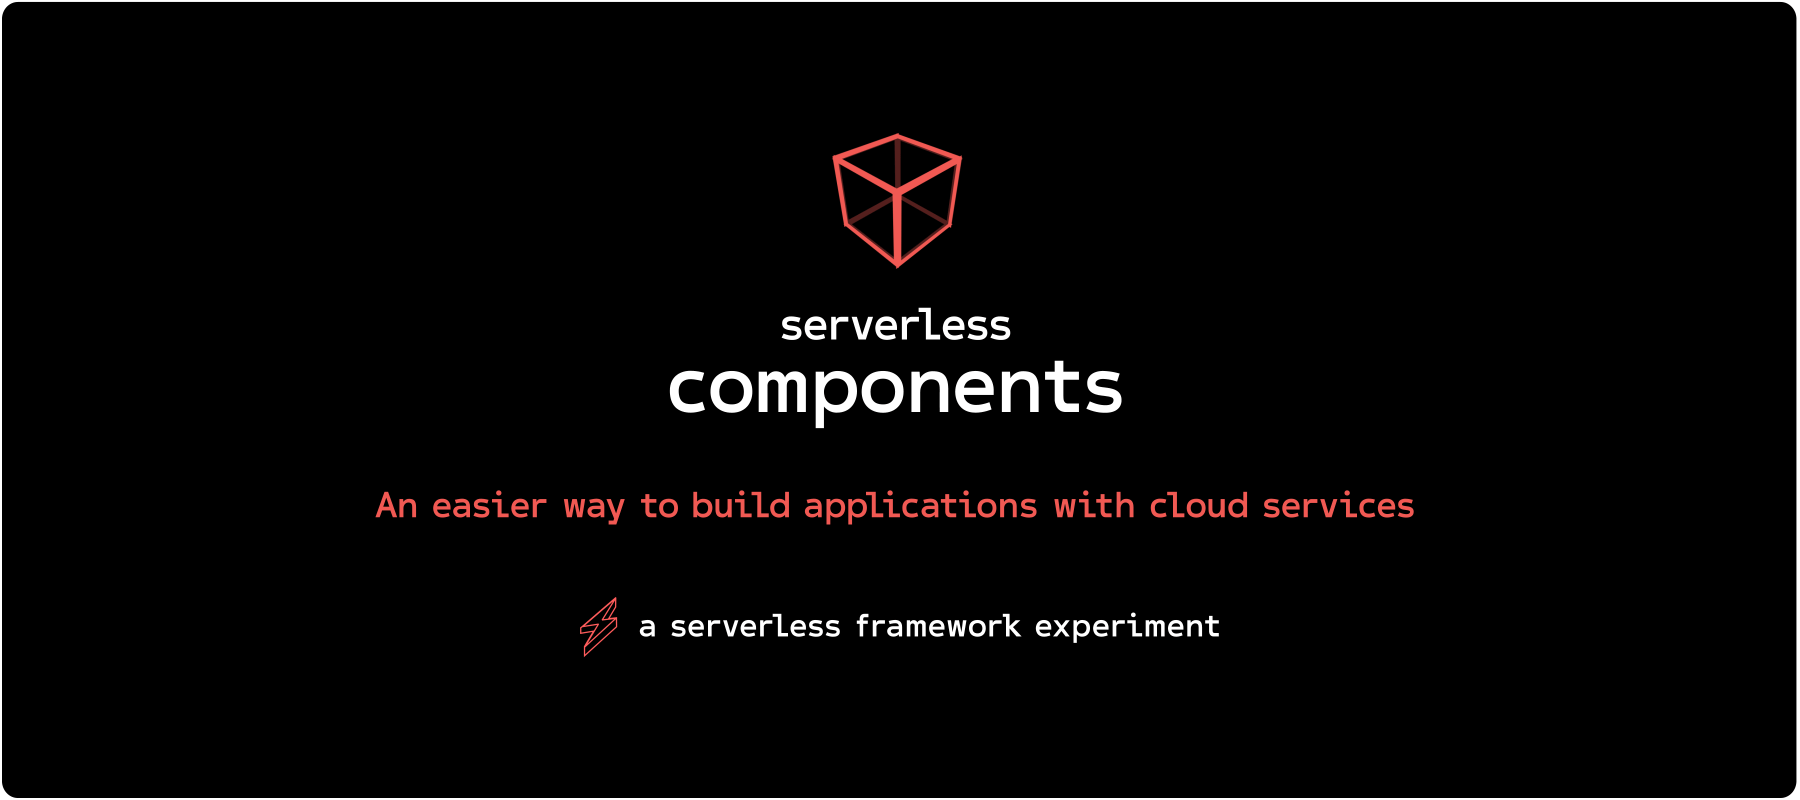 serverless
components
An easier way to build applications with cloud services
a serverless framework experiment